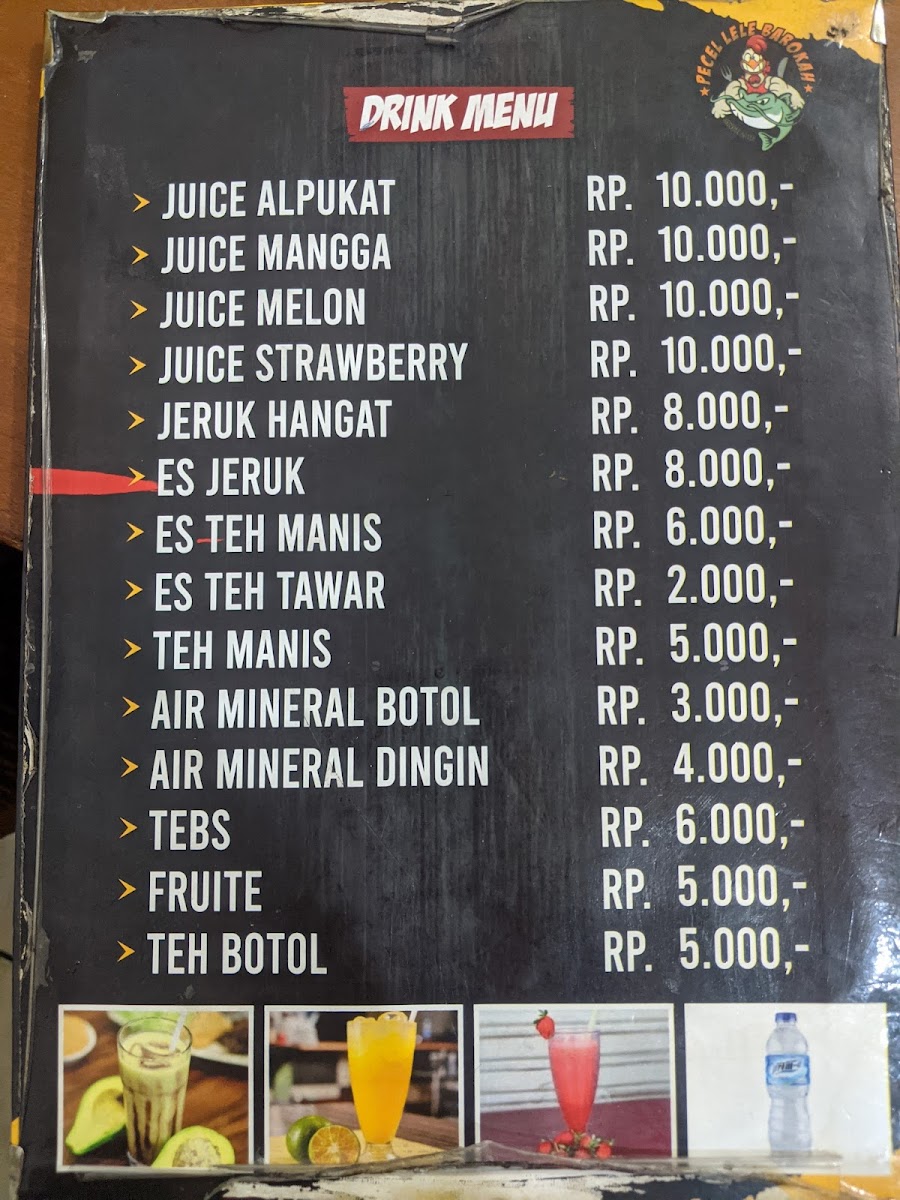 PECEL LELE BAROKAH
DRINK MENU
JUICE ALPUKAT RP. 10.000,-
JUICE MANGGA RP. 10.000,-
JUICE MELON RP. 10.000,-
JUICE STRAWBERRY RP. 10.000,-
JERUK HANGAT RP. 8.000,-
ES JERUK RP. 8.000,-
ES TEH MANIS RP. 6.000,-
ES TEH TAWAR RP. 2.000,-
TEH MANIS RP. 5.000,-
AIR MINERAL BOTOL RP. 3.000,-
AIR MINERAL DINGIN RP. 4.000,-
TEBS RP. 6.000,-
FRUITE RP. 5.000,-
TEH BOTOL RP. 5.000,-